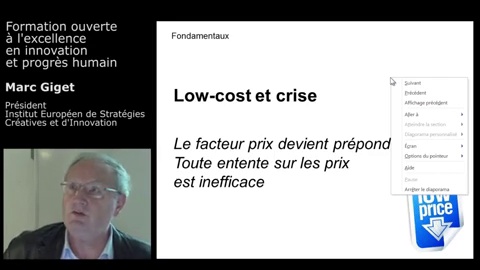 Formation ouverte
à l'excellence
en innovation
et progrès humain
Marc Giget
Président
Institut Européen de Stratégies
Créatives et d'Innovation
Fondamentaux
Low-cost et crise
Le facteur prix devient prépond
Toute entente sur les prix
est inefficace
Suivant
Précédent
Affichage précédent
Aller à
Atteindre la section
Diaporama personnalisé
Écran
Options du pointeur
Aide
Pause
Arrêter le diaporama
low
price